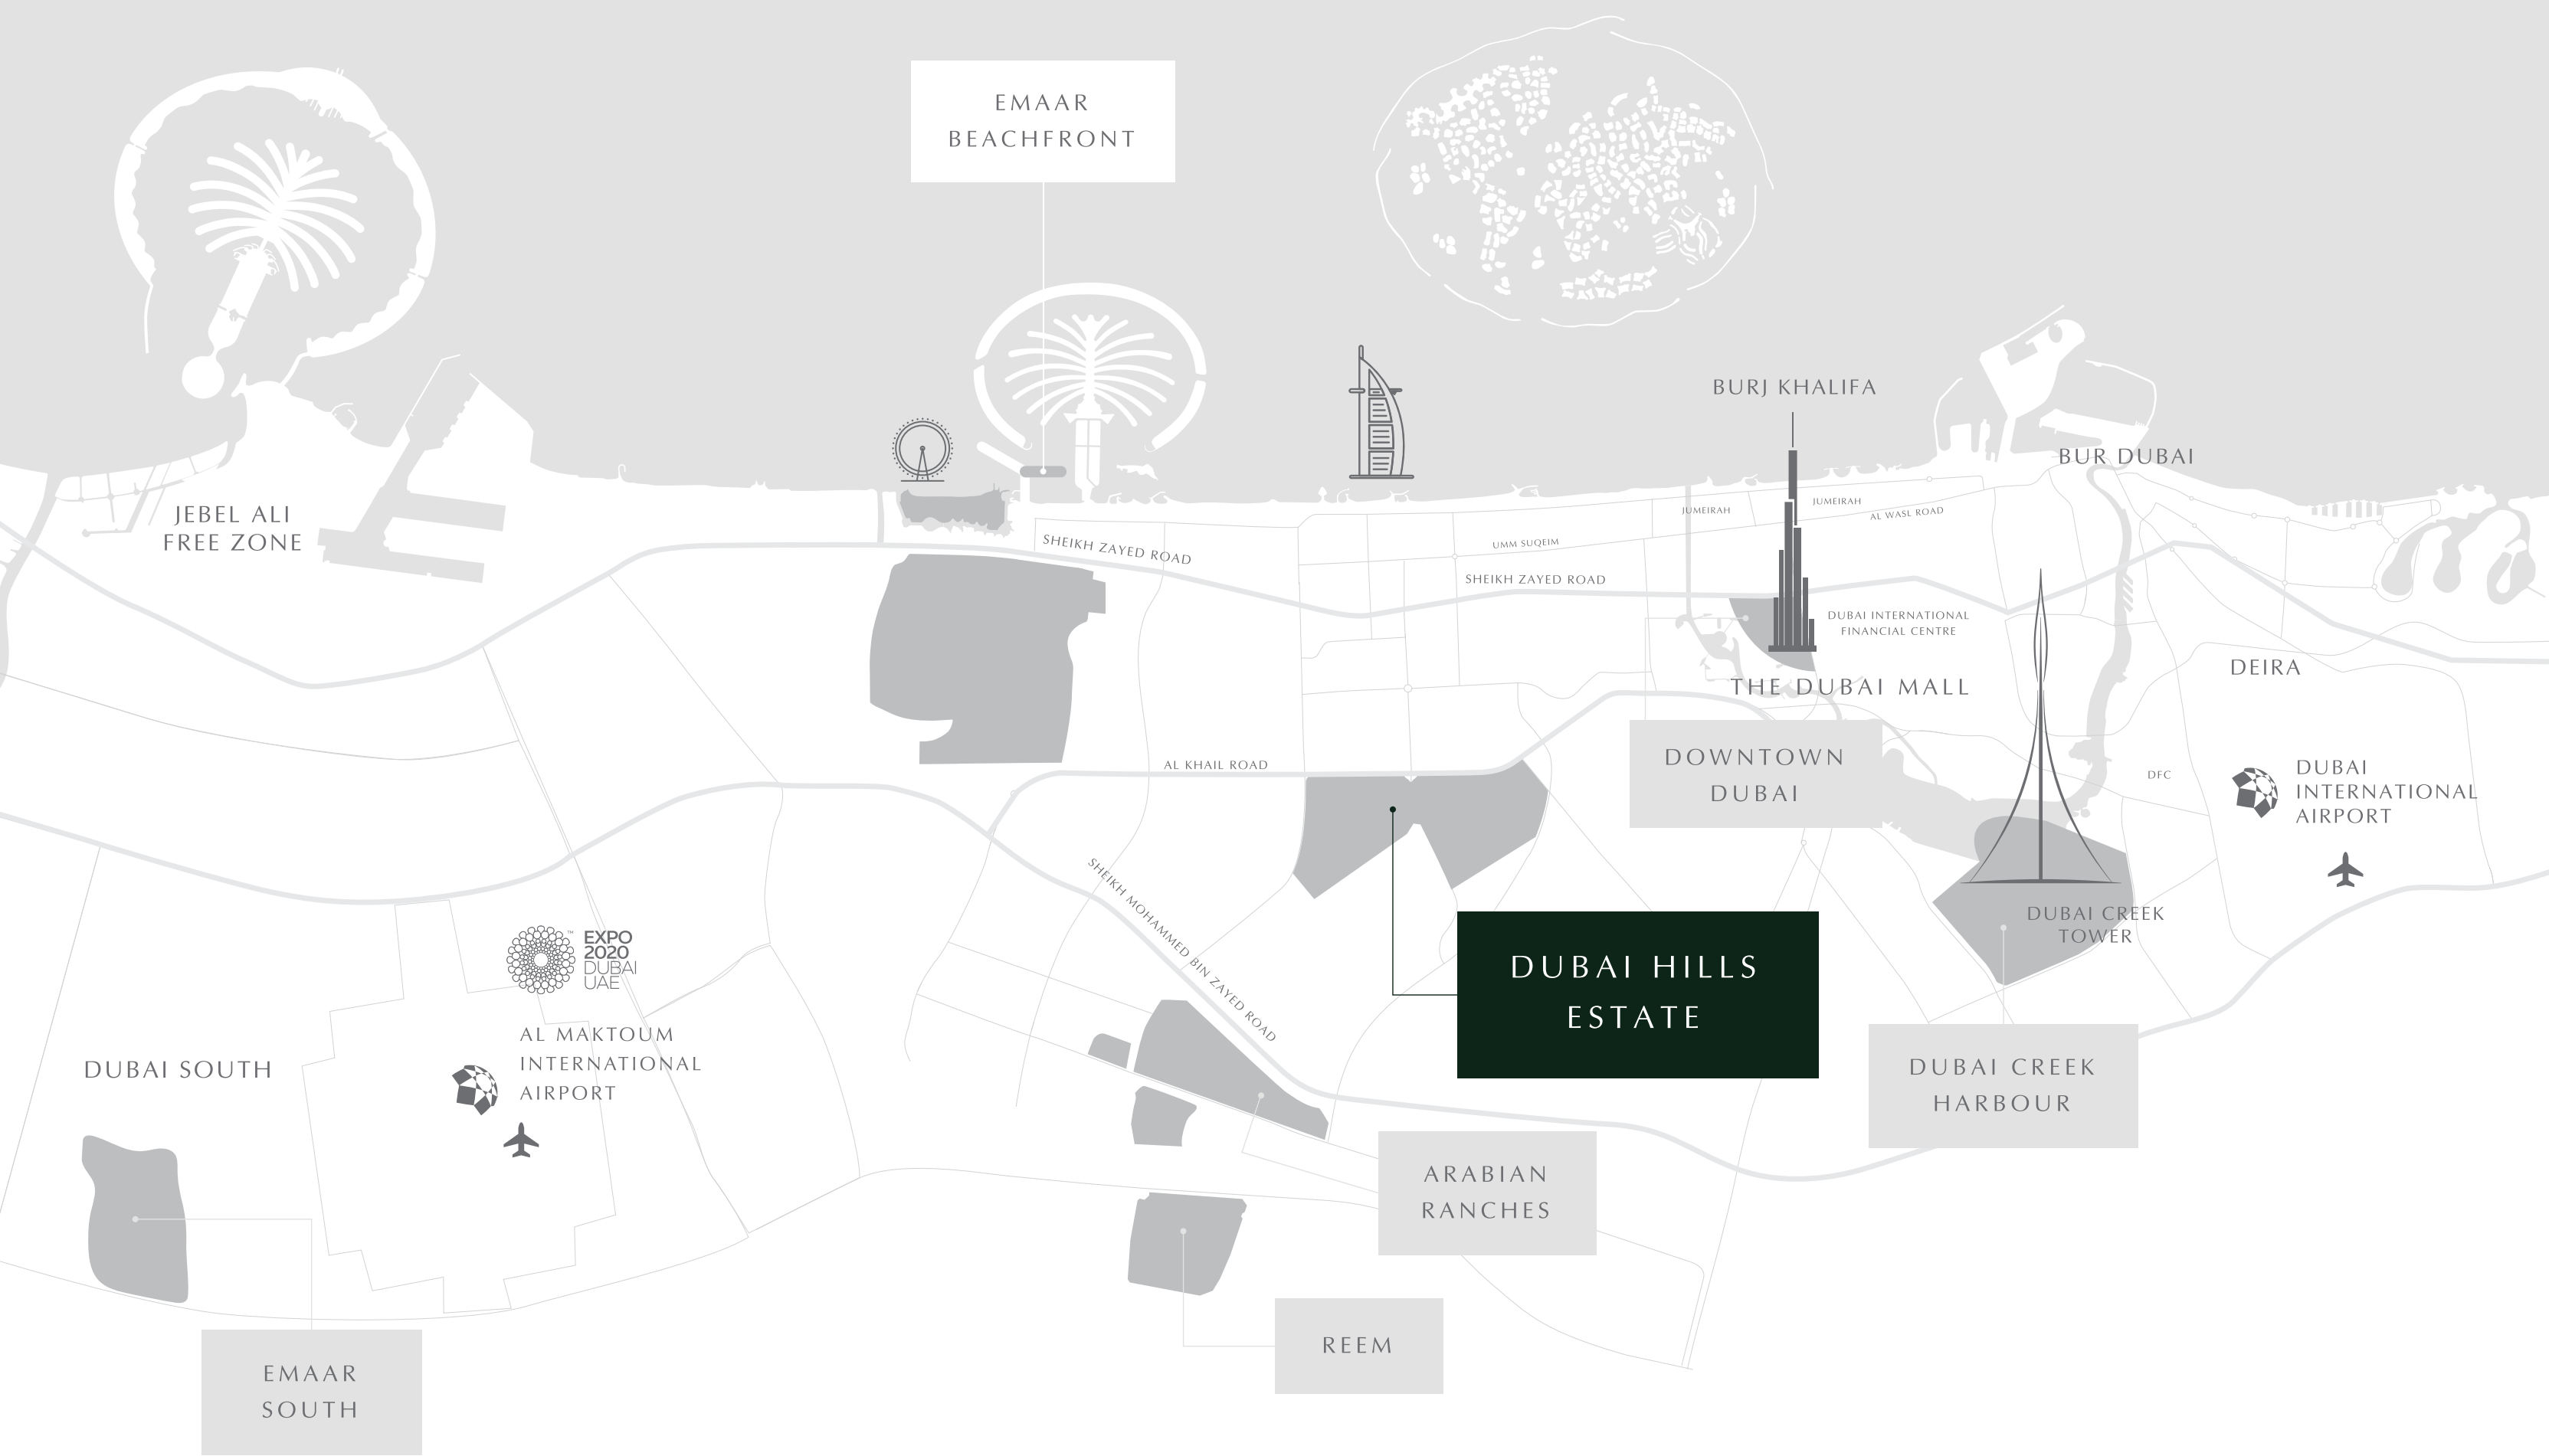 EMAAR
BEACHFRONT
BURJ KHALIFA
BUR DUBAI
JEBEL ALI
FREE ZONE
JUMEIRAH
JUMEIRAH
AL WASL ROAD
SHEIKH ZAYED ROAD
UMM SUQEIM
SHEIKH ZAYED ROAD
DUBAI INTERNATIONAL
FINANCIAL CENTRE
DEIRA
THE DUBAI MALL
DOWNTOWN
DUBAI
AL KHAIL ROAD
DFC
DUBAI
INTERNATIONAL
AIRPORT
SHEIKH MOHAMMED BIN ZAYED ROAD
DUBAI CREEK
TOWER
™
EXPO
2020
DUBAI
UAE
DUBAI HILLS
ESTATE
AL MAKTOUM
INTERNATIONAL
AIRPORT
DUBAI SOUTH
DUBAI CREEK
HARBOUR
ARABIAN
RANCHES
REEM
EMAAR
SOUTH